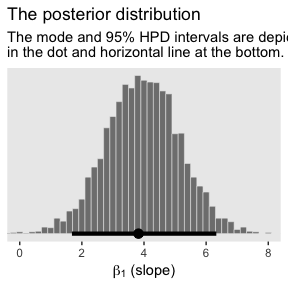 The posterior distribution
The mode and 95% HPD intervals are depi
in the dot and horizontal line at the bottom.
0 2 4 6 8
β₁ (slope)